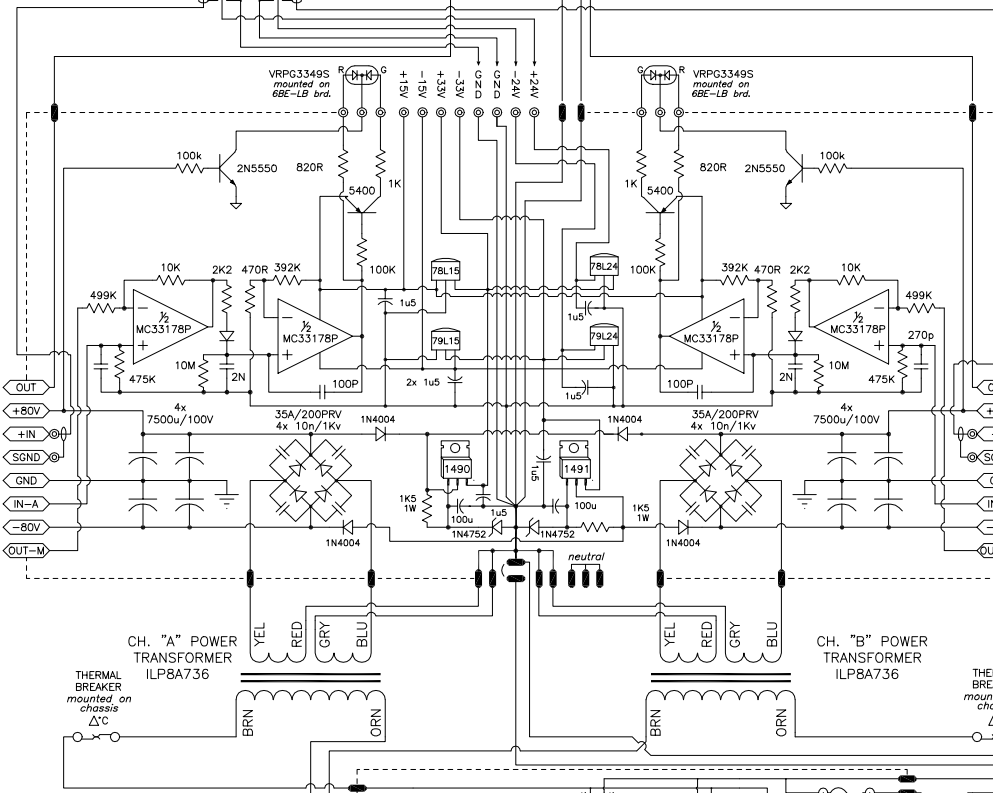 VRPG3349S
mounted on
6BE-LB brd.
R
G
+15V
-15V
+33V
-33V
GND
GND
-24V
+24V
G
R
VRPG3349S
mounted on
6BE-LB brd.
100k
2N5550
820R
1K
5400
1K
5400
820R
2N5550
100k
10K
2K2
470R
392K
100K
78L15
78L24
100K
392K
470R
2K2
10K
499K
½
MC33178P
½
MC33178P
1u5
1u5
½
MC33178P
½
MC33178P
499K
270p
79L15
79L24
475K
10M
2N
100P
2x 1u5
1u5
100P
2N
10M
475K
OUT
+80V
+IN
SGND
GND
IN-A
-80V
OUT-M
4x
7500u/100V
35A/200PRV
4x 10n/1Kv
1N4004
1N4004
35A/200PRV
4x 10n/1Kv
4x
7500u/100V
1490
1491
1u5
1K5
1W
100u
1u5
100u
1K5
1W
1N4004
1N4752
1N4752
1N4004
neutral
YEL
RED
GRY
BLU
YEL
RED
GRY
BLU
CH. "A" POWER
TRANSFORMER
ILP8A736
CH. "B" POWER
TRANSFORMER
ILP8A736
THERMAL
BREAKER
mounted on
chassis
△°C
BRN
ORN
BRN
ORN